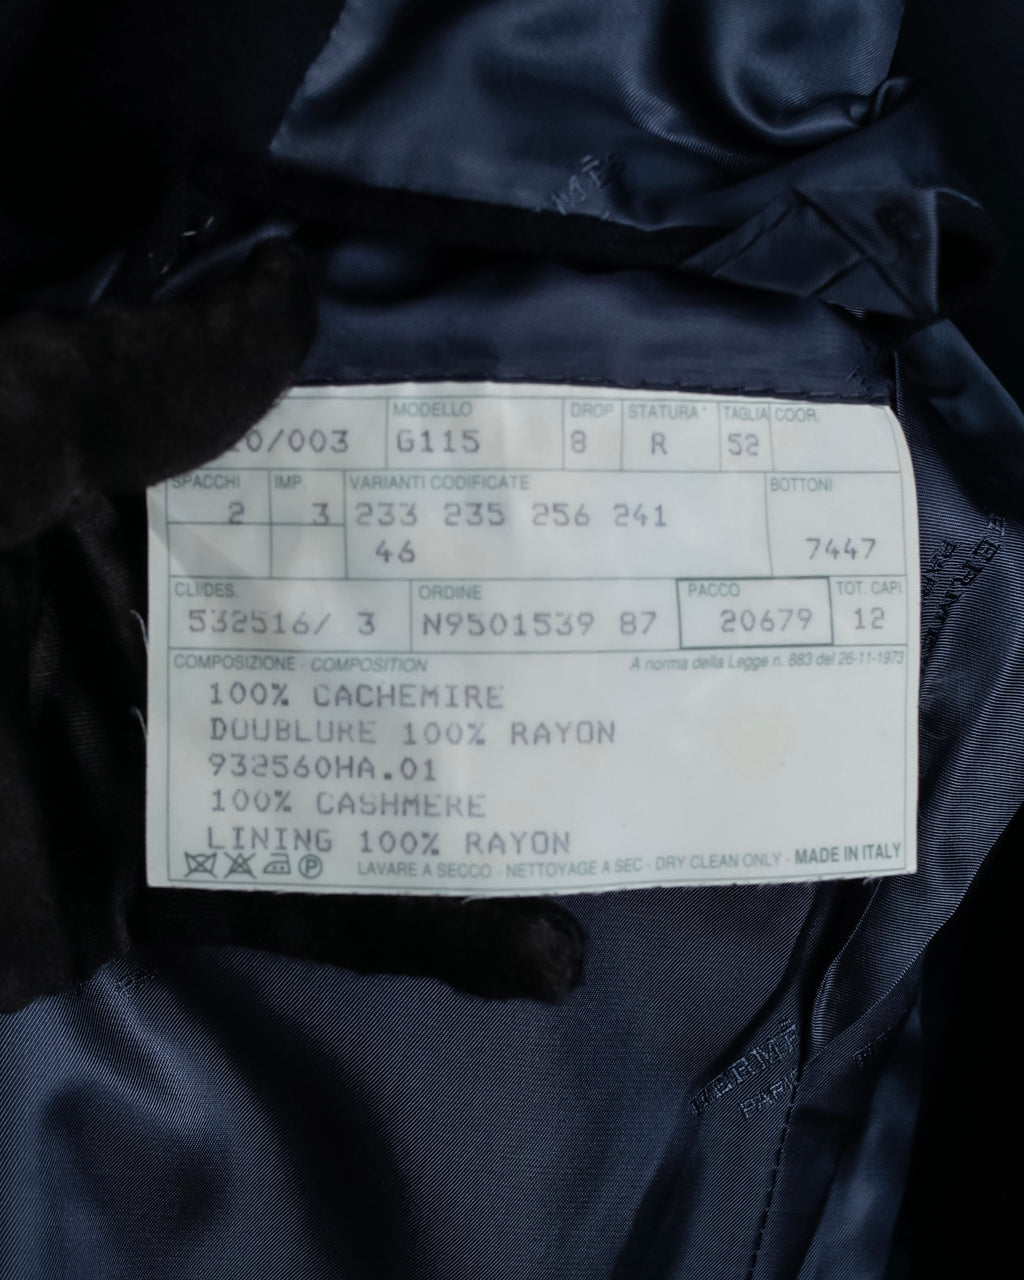 MODELLO DROP STATURA TAGLIA COOR.
0/003 G115 8 R 52
SPACCHI IMP. VARIANTI CODIFICATE BOTTONI
2 3 233 235 256 241
46 7447
CLI/DES. ORDINE PACCO TOT. CAPI
532516/ 3 N9501539 87 20679 12
COMPOSIZIONE - COMPOSITION A norma della Legge n. 883 del 26-11-1973
100% CACHEMIRE
DOUBLURE 100% RAYON
932560HA.01
100% CASHMERE
LINING 100% RAYON
P LAVARE A SECCO - NETTOYAGE A SEC - DRY CLEAN ONLY - MADE IN ITALY
HERMÈS
PARIS